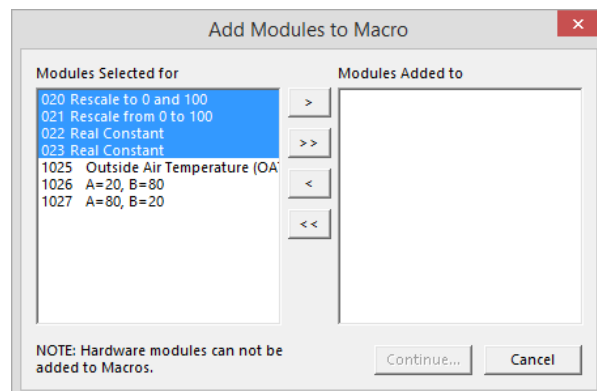 Add Modules to Macro
×
Modules Selected for
Modules Added to
020 Rescale to 0 and 100
021 Rescale from 0 to 100
022 Real Constant
023 Real Constant
1025 Outside Air Temperature (OA
1026 A=20, B=80
1027 A=80, B=20
>
>>
<
<<
NOTE: Hardware modules can not be
added to Macros.
Continue...
Cancel